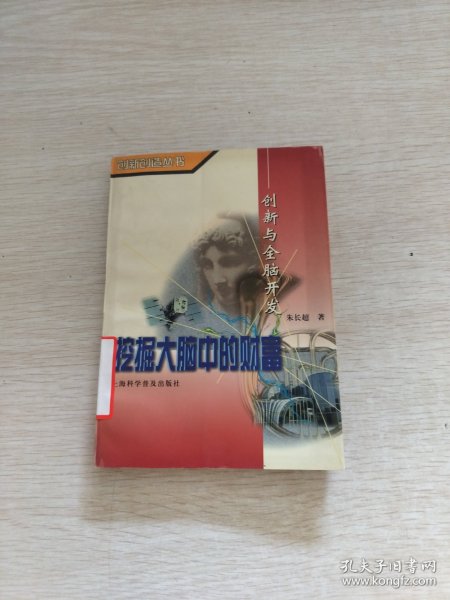 创新创造丛书
创新与全脑开发
朱长超 著
挖掘大脑中的财富
上海科学普及出版社
孔夫子旧书网
www.kongfz.com